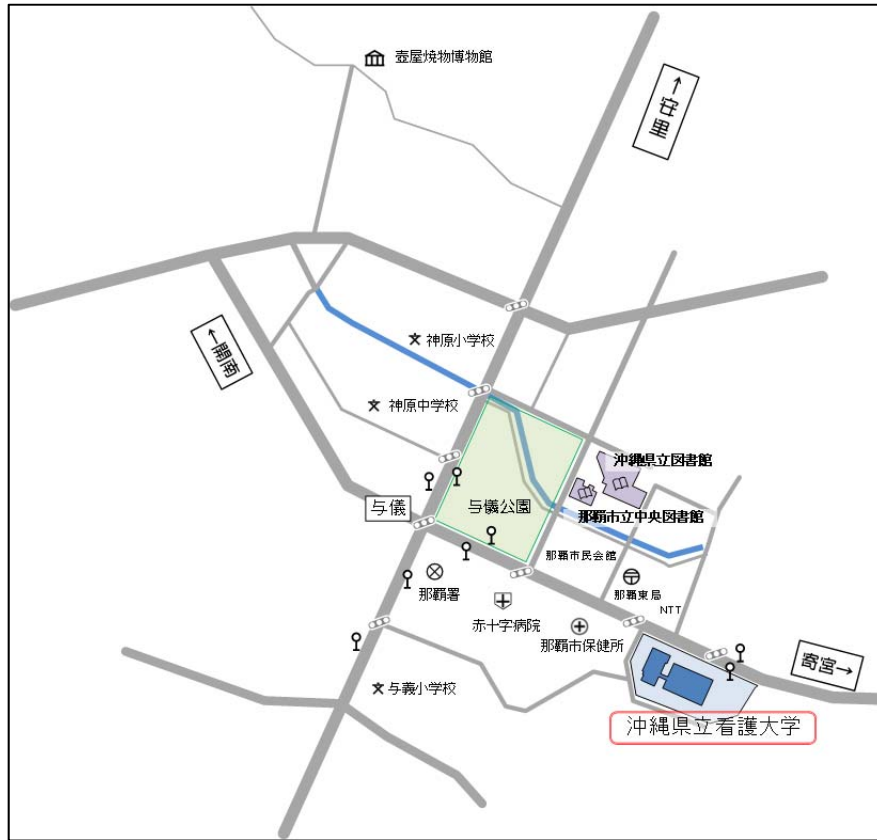 壺屋焼物博物館
↑安里
←開南
神原小学校
神原中学校
沖縄県立図書館
与儀
与儀公園
那覇市立中央図書館
那覇市民会館
那覇署
那覇東局
赤十字病院
NTT
那覇市保健所
寄宮→
与義小学校
沖縄県立看護大学